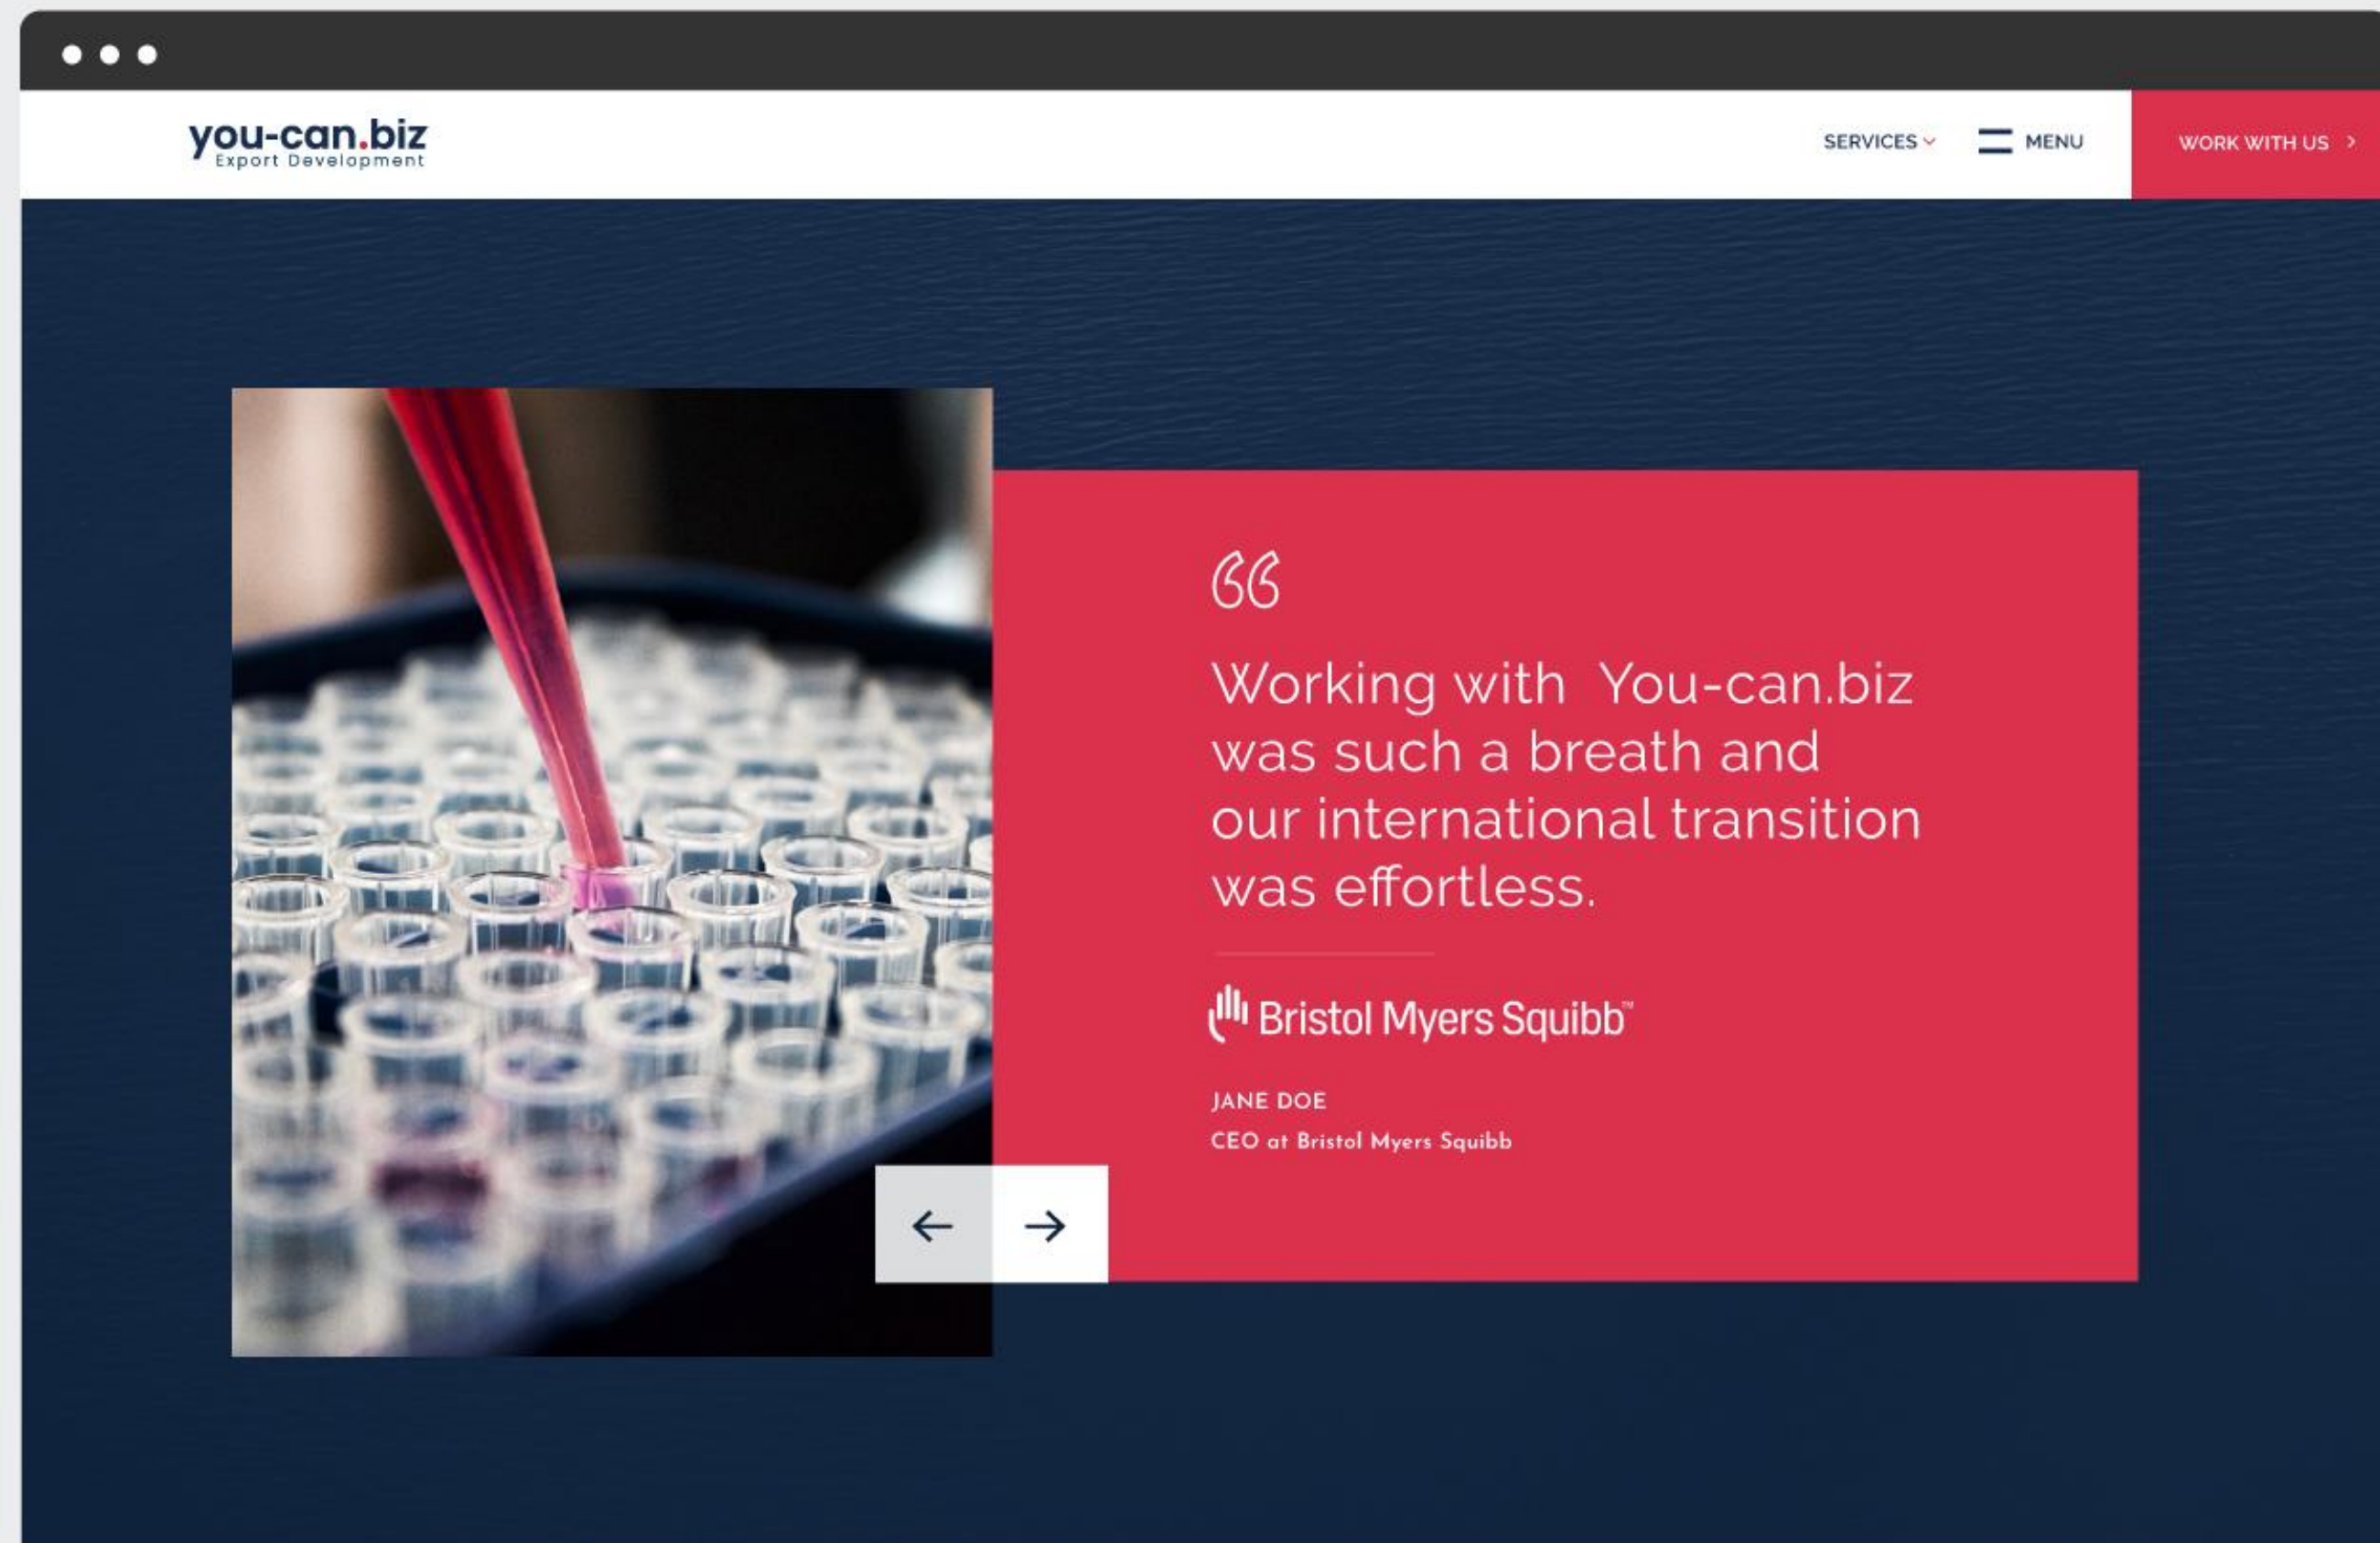 you-can.biz
Export Development
SERVICES
MENU
WORK WITH US
Working with  You-can.biz
was such a breath and
our international transition
was effortless.
Bristol Myers Squibb™
JANE DOE
CEO at Bristol Myers Squibb